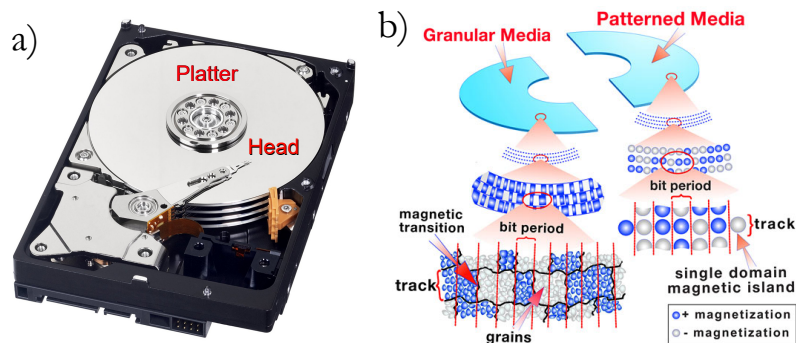 a)
Platter
Head
b)
Granular Media
Patterned Media
bit period
track
single domain
magnetic island
magnetic
transition
bit period
track
grains
+ magnetization
- magnetization